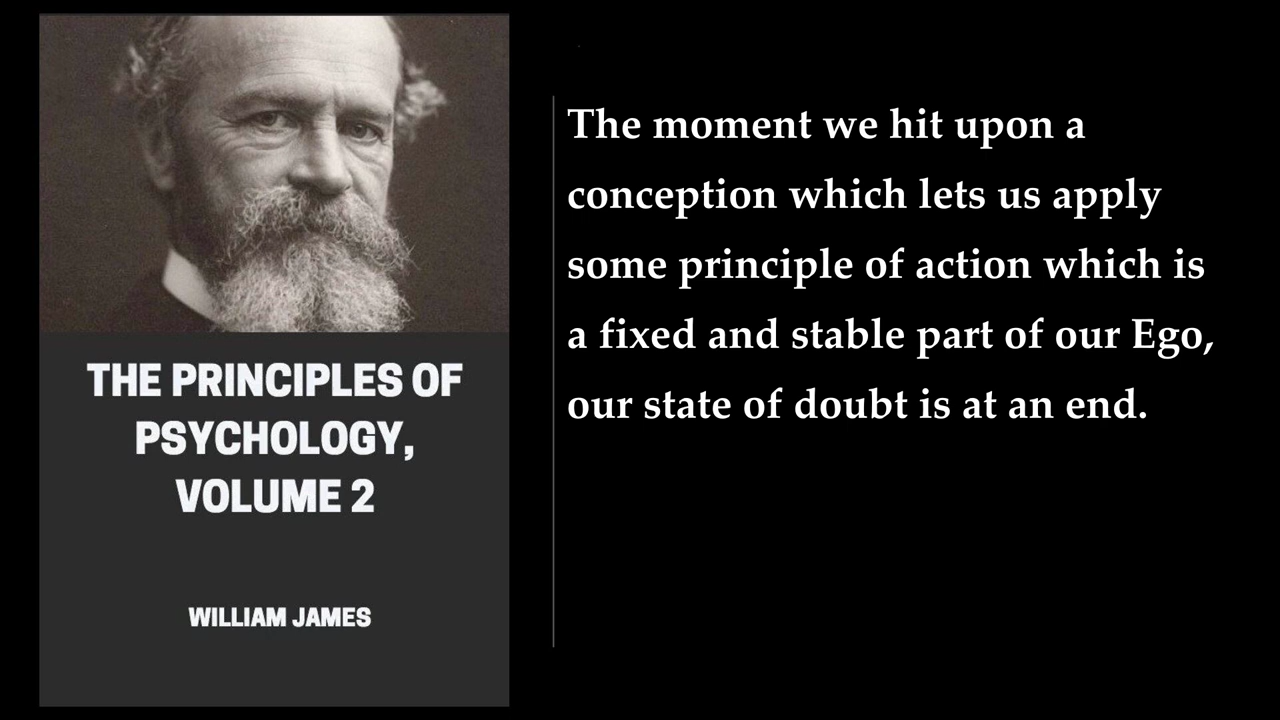 THE PRINCIPLES OF
PSYCHOLOGY,
VOLUME 2
WILLIAM JAMES
The moment we hit upon a
conception which lets us apply
some principle of action which is
a fixed and stable part of our Ego,
our state of doubt is at an end.